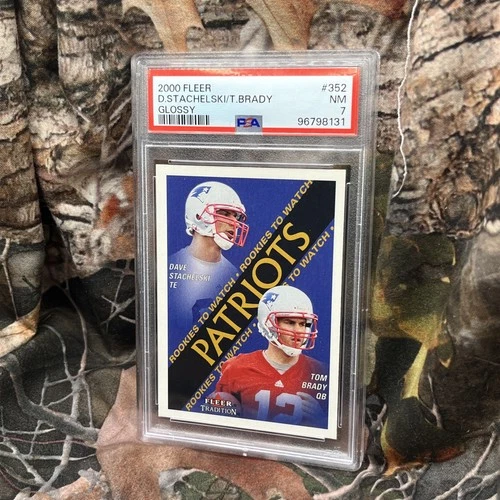 2000 FLEER #352
D.STACHELSKI/T.BRADY NM
GLOSSY 7
PSA 96798131
ROOKIES TO WATCH • ROOKIES TO WATCH
PATRIOTS
ROOKIES TO WATCH • ROOKIES TO WATCH
DAVE
STACHELSKI
TE
TOM
BRADY
QB
12
FLEER
TRADITION